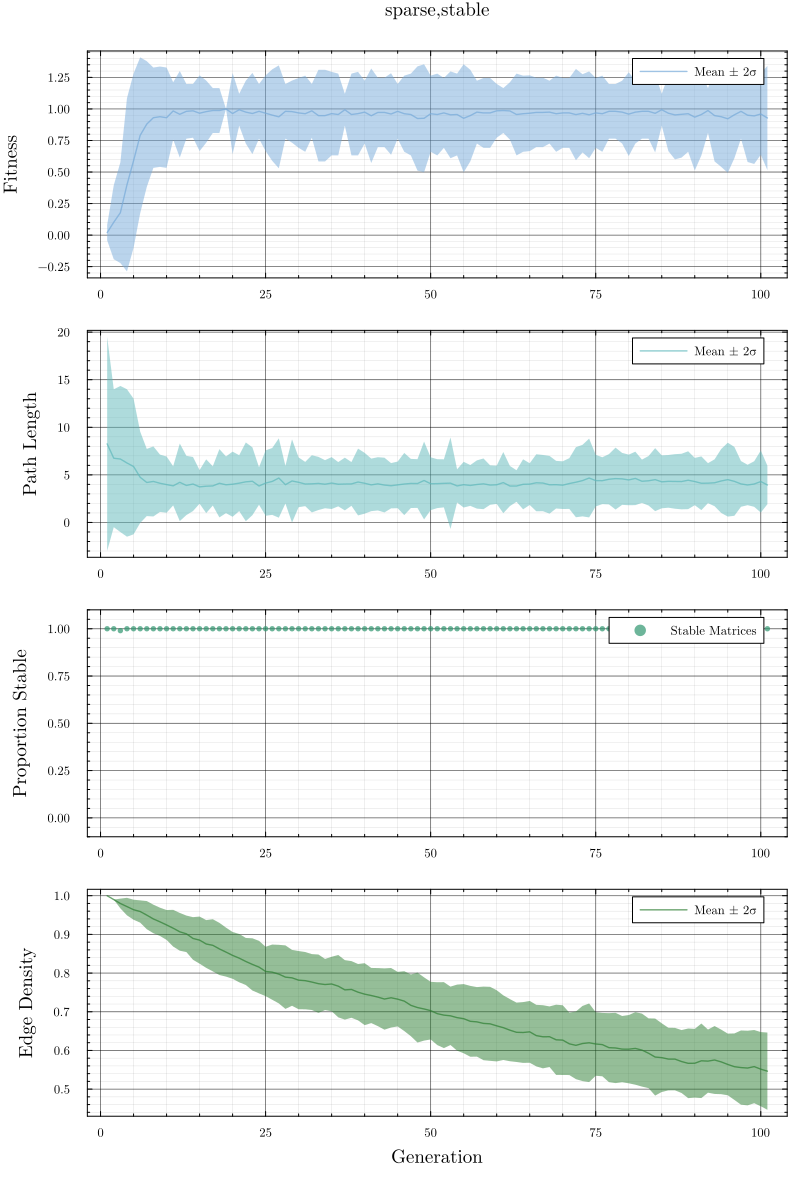 sparse,stable
Fitness
1.25
1.00
0.75
0.50
0.25
0.00
−0.25
Mean ± 2σ
0 25 50 75 100
Path Length
20
15
10
5
0
Mean ± 2σ
0 25 50 75 100
Proportion Stable
1.00
0.75
0.50
0.25
0.00
Stable Matrices
0 25 50 75 100
Edge Density
1.0
0.9
0.8
0.7
0.6
0.5
Mean ± 2σ
0 25 50 75 100
Generation